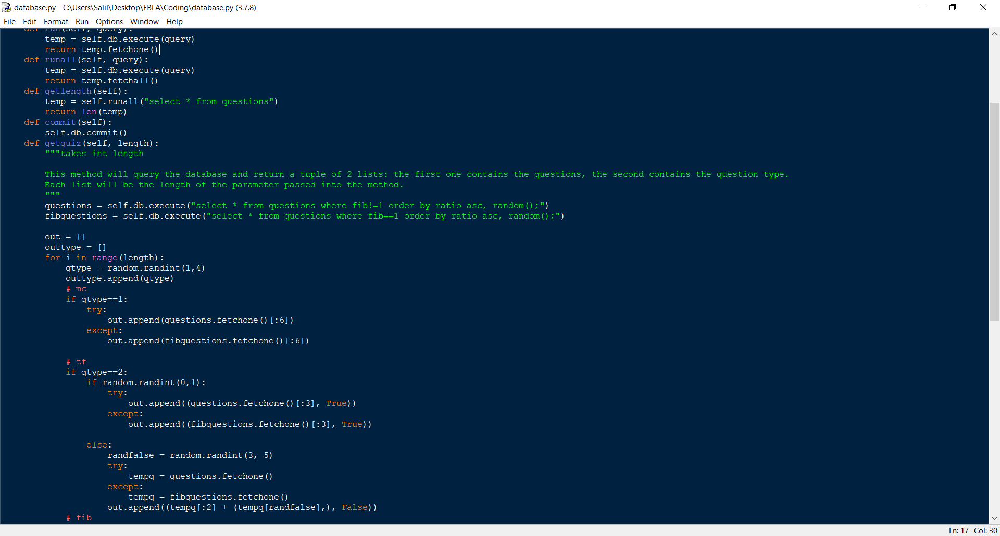 database.py - C:\Users\Salil\Desktop\FBLA\Coding\database.py (3.7.8)
File Edit Format Run Options Window Help
    def run(self, query):
        temp = self.db.execute(query)
        return temp.fetchone()
    def runall(self, query):
        temp = self.db.execute(query)
        return temp.fetchall()
    def getlength(self):
        temp = self.runall("select * from questions")
        return len(temp)
    def commit(self):
        self.db.commit()
    def getquiz(self, length):
        """takes int length

        This method will query the database and return a tuple of 2 lists: the first one contains the questions, the second contains the question type.
        Each list will be the length of the parameter passed into the method.
        """
        questions = self.db.execute("select * from questions where fib!=1 order by ratio asc, random();")
        fibquestions = self.db.execute("select * from questions where fib==1 order by ratio asc, random();")

        out = []
        outtype = []
        for i in range(length):
            qtype = random.randint(1,4)
            outtype.append(qtype)
            # mc
            if qtype==1:
                try:
                    out.append(questions.fetchone()[:6])
                except:
                    out.append(fibquestions.fetchone()[:6])

            # tf
            if qtype==2:
                if random.randint(0,1):
                    try:
                        out.append((questions.fetchone()[:3], True))
                    except:
                        out.append((fibquestions.fetchone()[:3], True))

                else:
                    randfalse = random.randint(3, 5)
                    try:
                        tempq = questions.fetchone()
                    except:
                        tempq = fibquestions.fetchone()
                    out.append((tempq[:2] + (tempq[randfalse],), False))
            # fib
Ln: 17 Col: 30